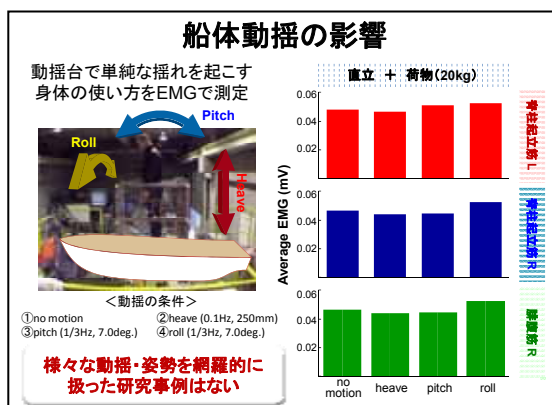 船体動揺の影響
動揺台で単純な揺れを起こす
身体の使い方をEMGで測定
Pitch
Roll
Heave
<動揺の条件>
①no motion ②heave (0.1Hz, 250mm)
③pitch (1/3Hz, 7.0deg.) ④roll (1/3Hz, 7.0deg.)
様々な動揺・姿勢を網羅的に
扱った研究事例はない
直立 + 荷物(20kg)
Average EMG (mV)
0.06
0.04
0.02
脊柱起立筋 L
0.06
0.04
0.02
脊柱起立筋 R
0.06
0.04
0.02
no motion heave pitch roll